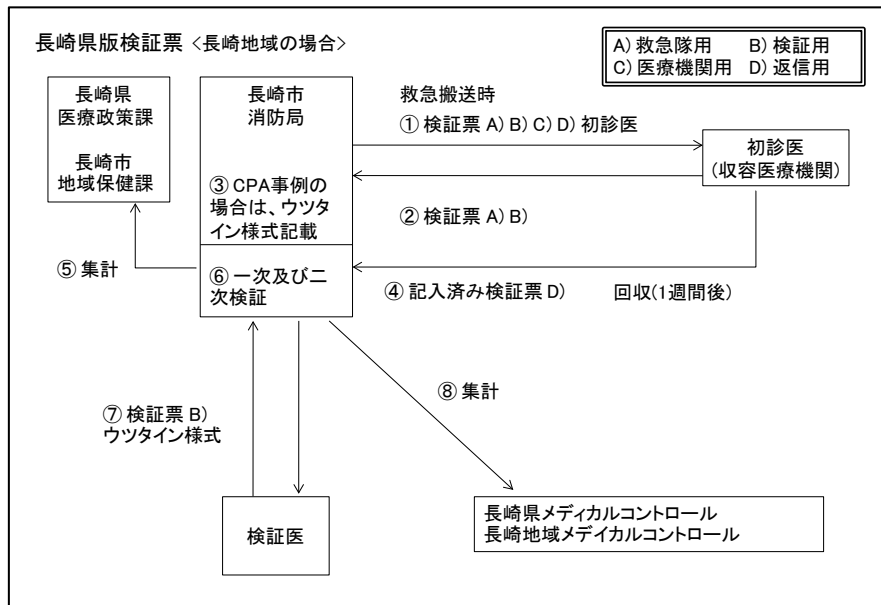 長崎県版検証票 <長崎地域の場合>
A) 救急隊用 B) 検証用
C) 医療機関用 D) 返信用
長崎県
医療政策課
長崎市
地域保健課
長崎市
消防局
③ CPA事例の
場合は、ウツタ
イン様式記載
⑥ 一次及び二
次検証
救急搬送時
① 検証票 A) B) C) D) 初診医
初診医
(収容医療機関)
② 検証票 A) B)
④ 記入済み検証票 D) 回収(1週間後)
⑤ 集計
⑦ 検証票 B)
ウツタイン様式
⑧ 集計
検証医
長崎県メディカルコントロール
長崎地域メデイカルコントロール